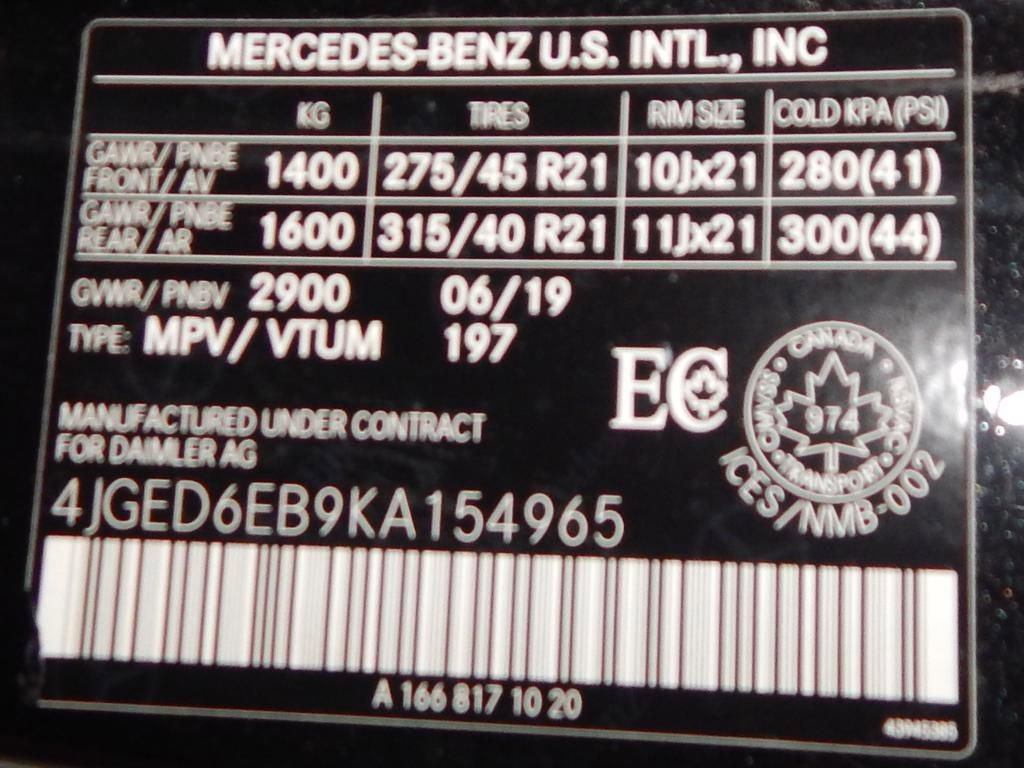 MERCEDES-BENZ U.S. INTL., INC
KG TIRES RIM SIZE COLD KPA (PSI)
GAWR/ PNBE FRONT/ AV 1400 275/45 R21 10Jx21 280(41)
GAWR/ PNBE REAR/ AR 1600 315/40 R21 11Jx21 300(44)
GVWR/ PNBV 2900 06/19
TYPE: MPV/ VTUM 197
EC
CANADA
974
TRANSPORT
NSVAC • CMVSS
ICES/NMB-002
MANUFACTURED UNDER CONTRACT
FOR DAIMLER AG
4JGED6EB9KA154965
A 166 817 10 20
43945385